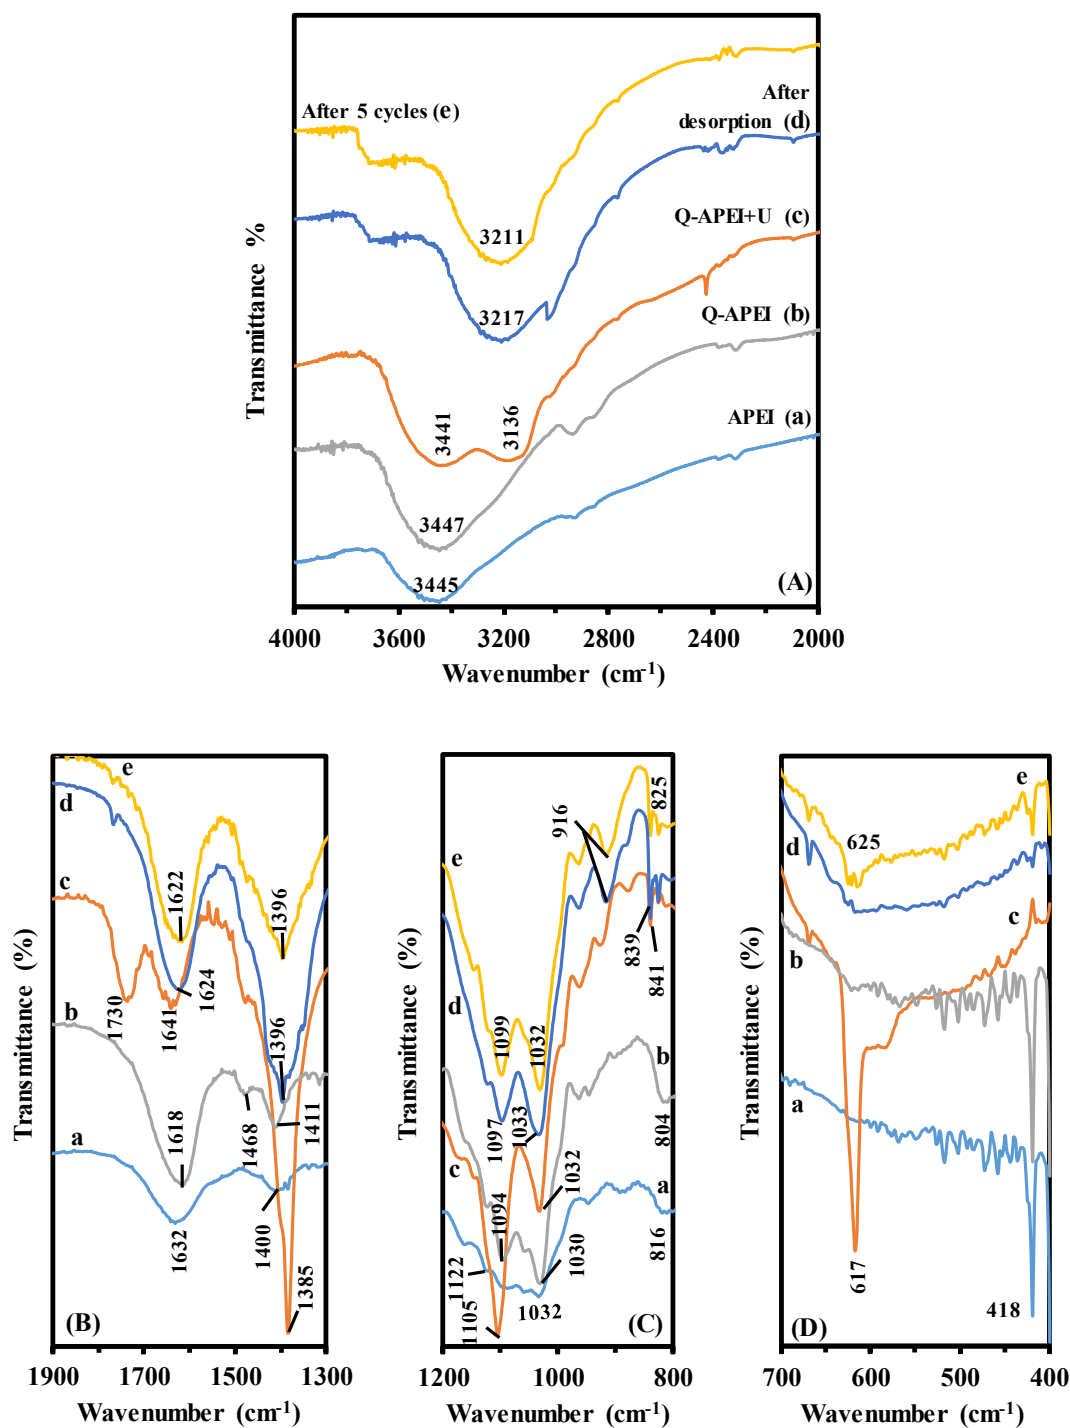 After
After 5 cycles (e)
desorption (d)
3211
Q-APEI+U (c)
3217
Q-APEI (b)
3441
3136
APEI (a)
3447
3445
(A)
Transmittance %
4000 3600 3200 2800 2400 2000
Wavenumber (cm-1)
e
d
c
1622
1396
1730
1641
1624
b
1396
1618
1468
1411
a
1632
1400
1385
(B)
Transmittance (%)
1900 1700 1500 1300
Wavenumber (cm-1)
916
825
e
839
841
d
1099
1032
b
1097
1033
804
c
1094
1032
a
1122
1030
816
1105
1032
(C)
Transmittance (%)
1200 1000 800
Wavenumber (cm-1)
e
625
d
c
b
a
617
418
(D)
Transmittance (%)
700 600 500 400
Wavenumber (cm-1)